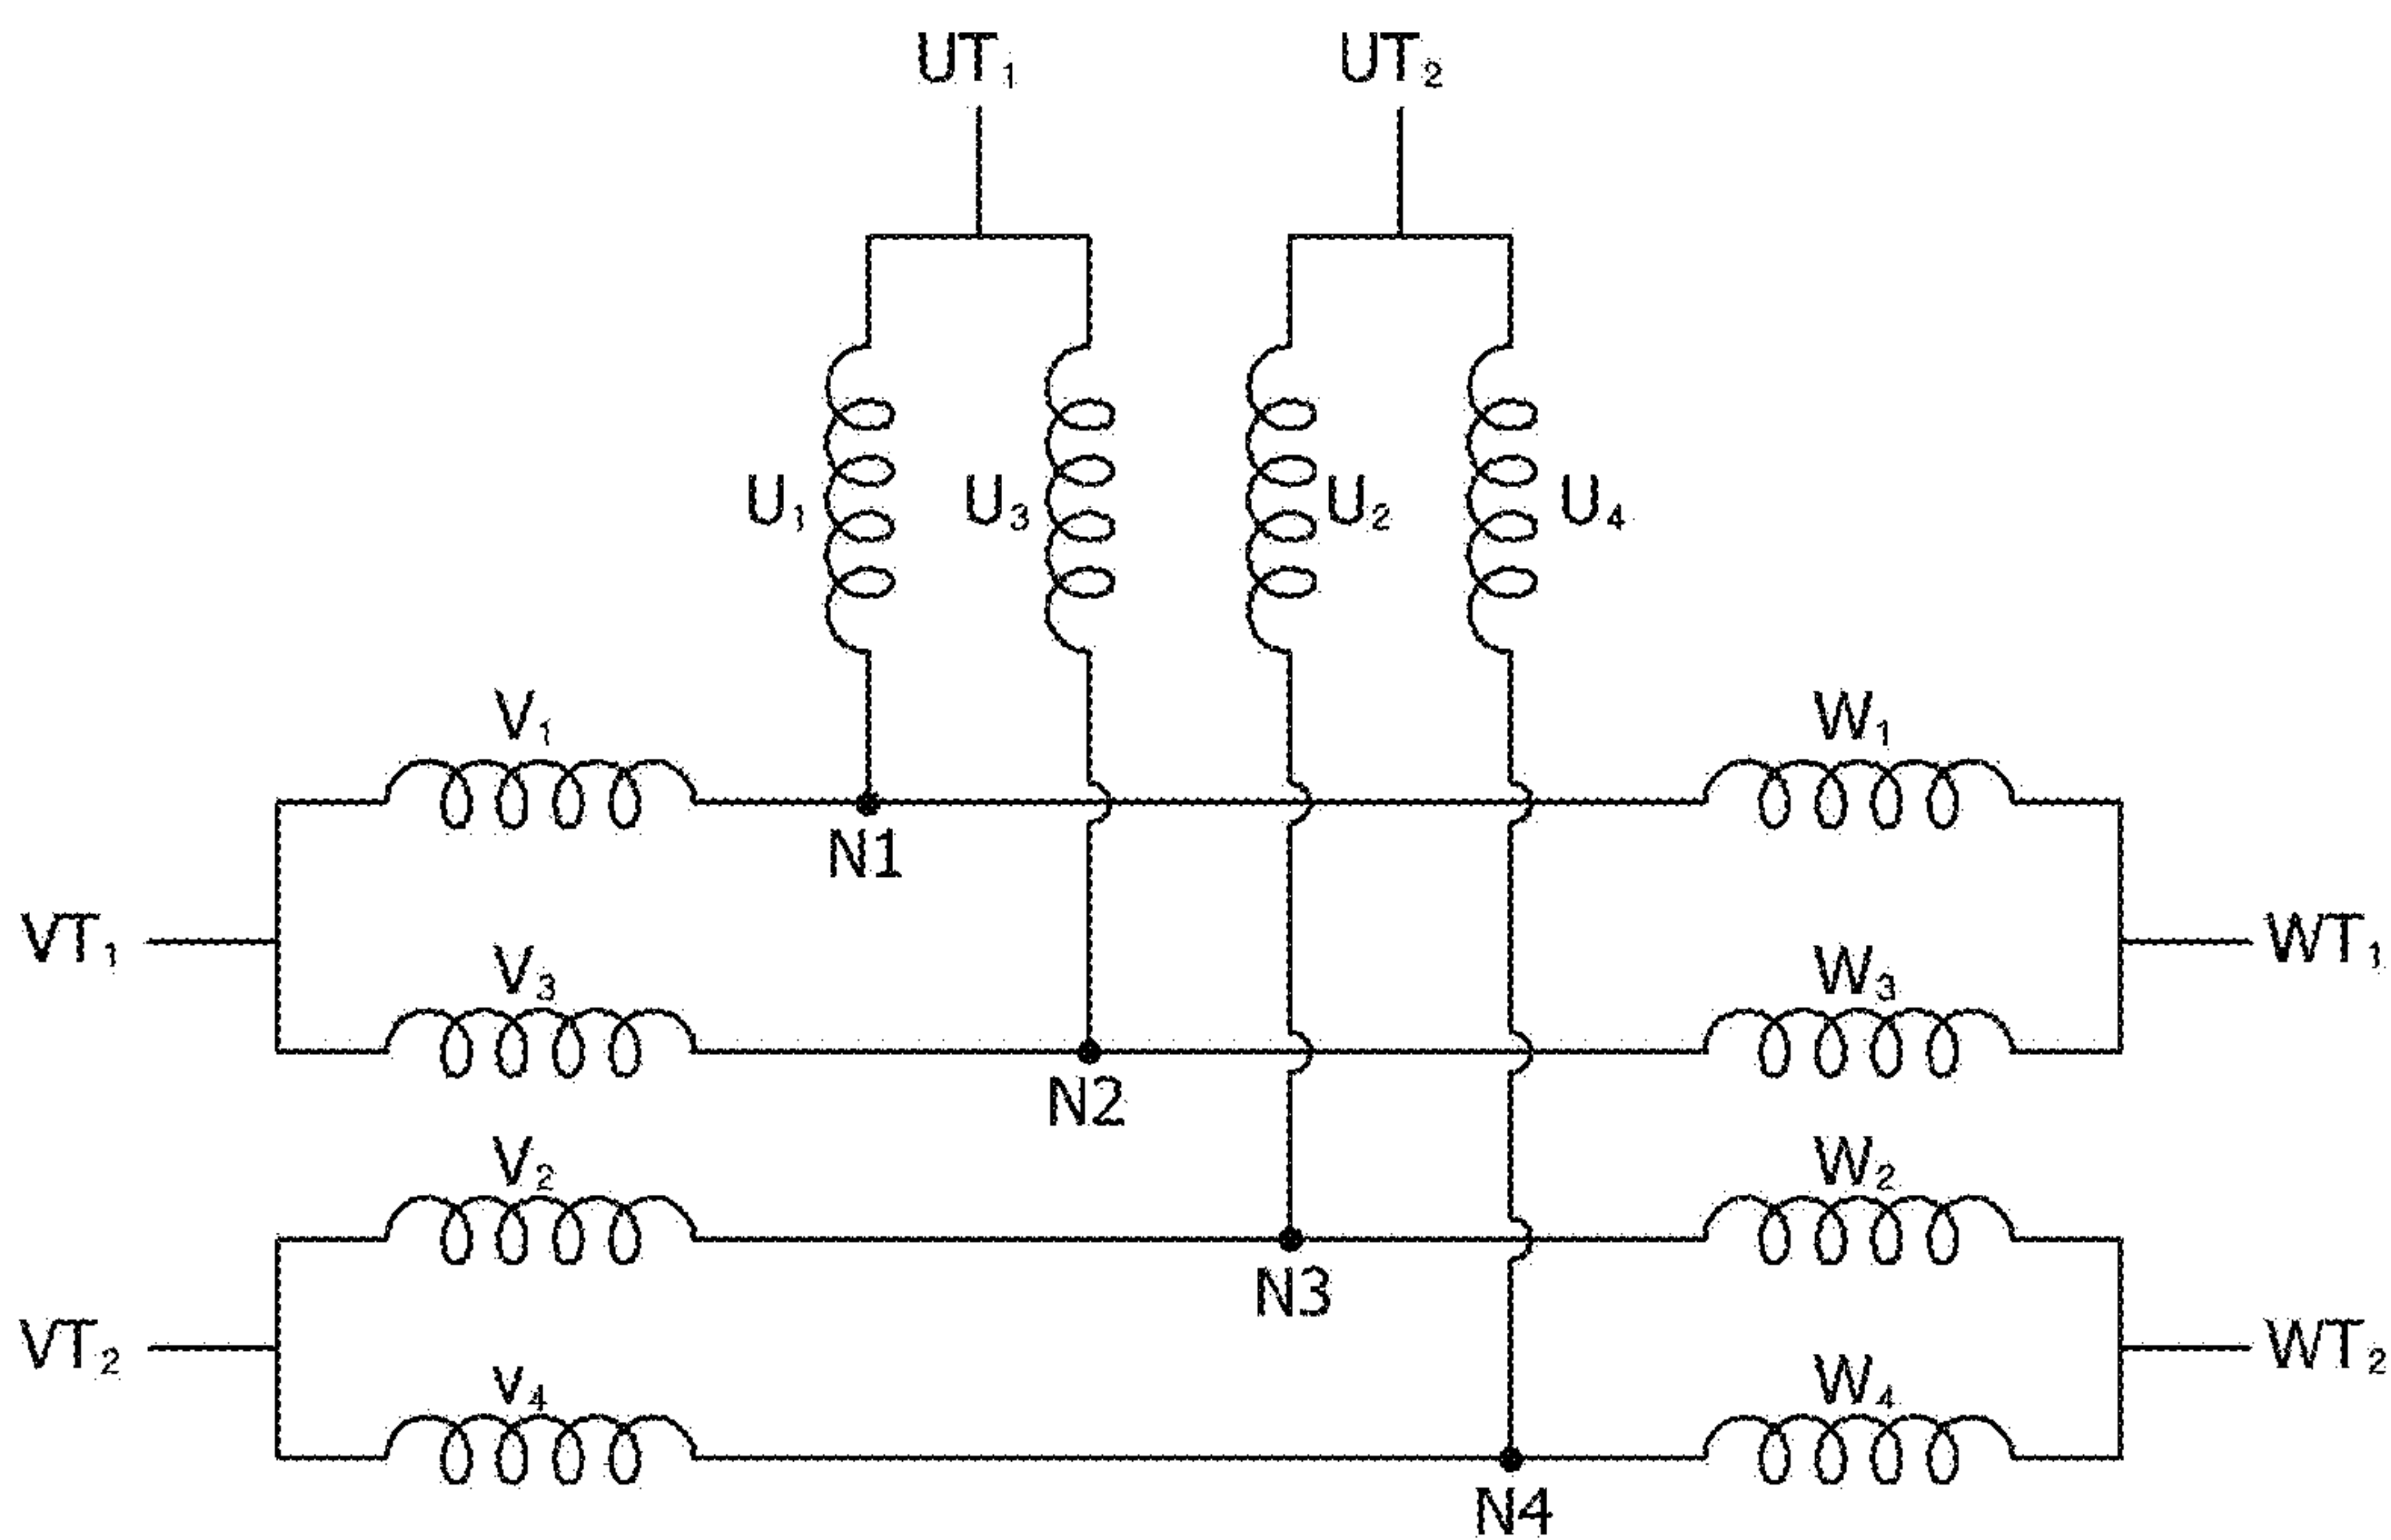 UT₁ UT₂
U₁ U₃ U₂ U₄
V₁ W₁
N1
VT₁ WT₁
V₃ W₃
N2
V₂ W₂
N3
VT₂ WT₂
V₄ W₄
N4